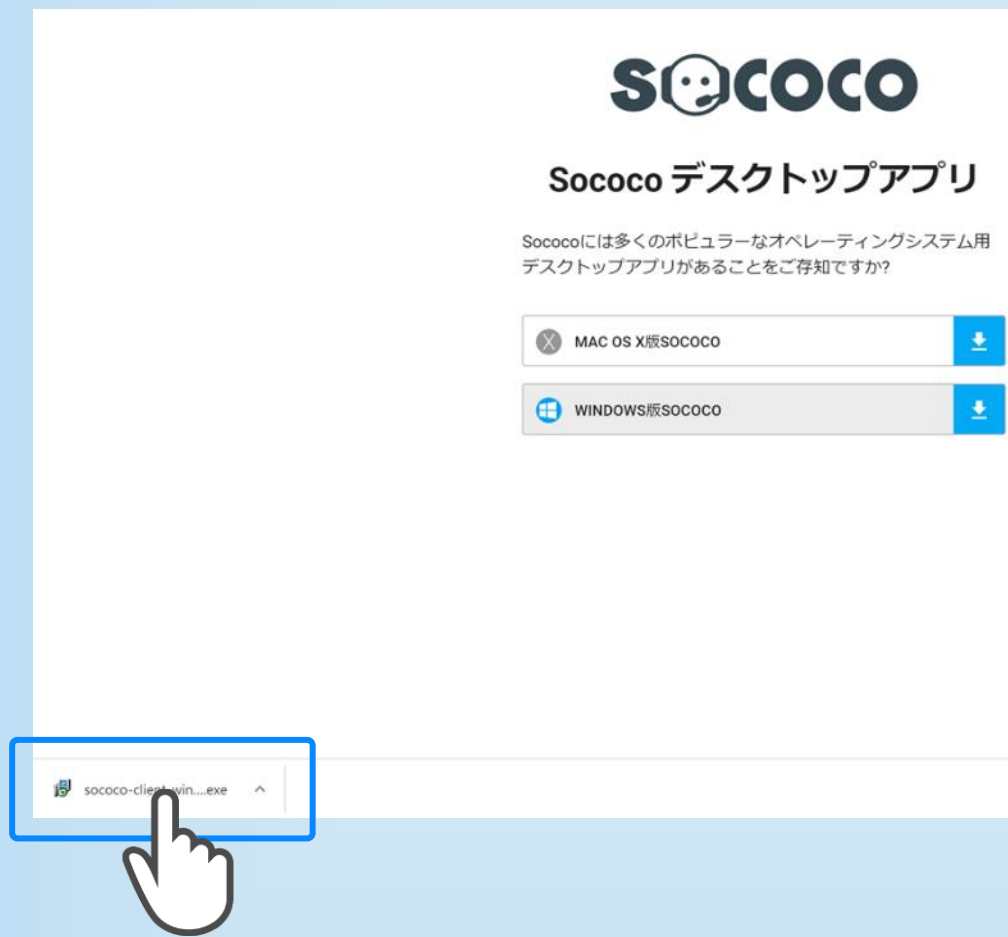 SOCOCO
Sococo デスクトップアプリ
Sococoには多くのポピュラーなオペレーティングシステム用
デスクトップアプリがあることをご存知ですか?
MAC OS X版SOCOCO
WINDOWS版SOCOCO
sococo-client-win....exe